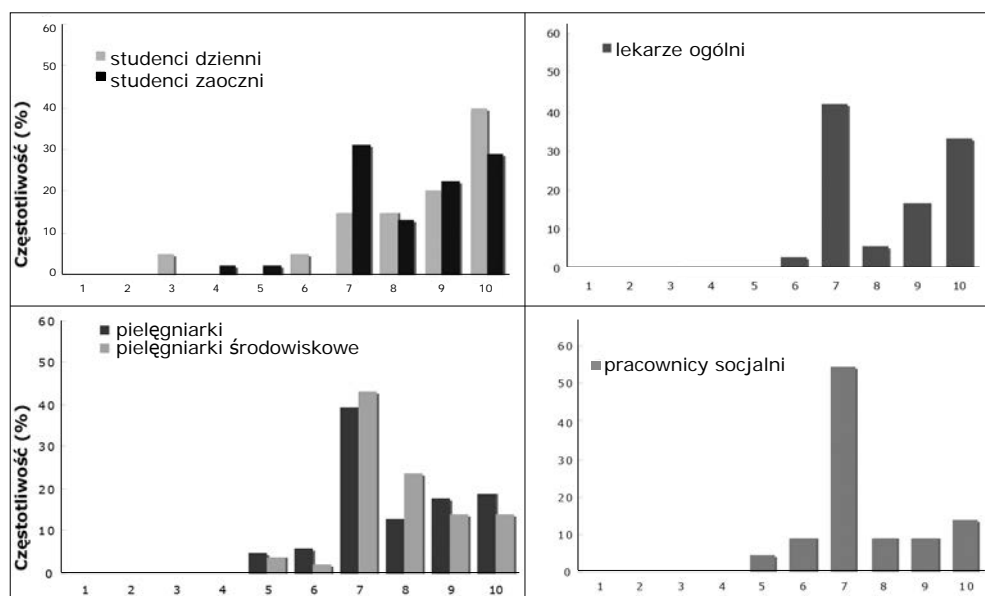 Częstotliwość (%)
60
50
40
30
20
10
0
studenci dzienni
studenci zaoczni
1 2 3 4 5 6 7 8 9 10
60
50
40
30
20
10
0
lekarze ogólni
1 2 3 4 5 6 7 8 9 10
Częstotliwość (%)
60
50
40
30
20
10
0
pielęgniarki
pielęgniarki środowiskowe
1 2 3 4 5 6 7 8 9 10
60
50
40
30
20
10
0
pracownicy socjalni
1 2 3 4 5 6 7 8 9 10